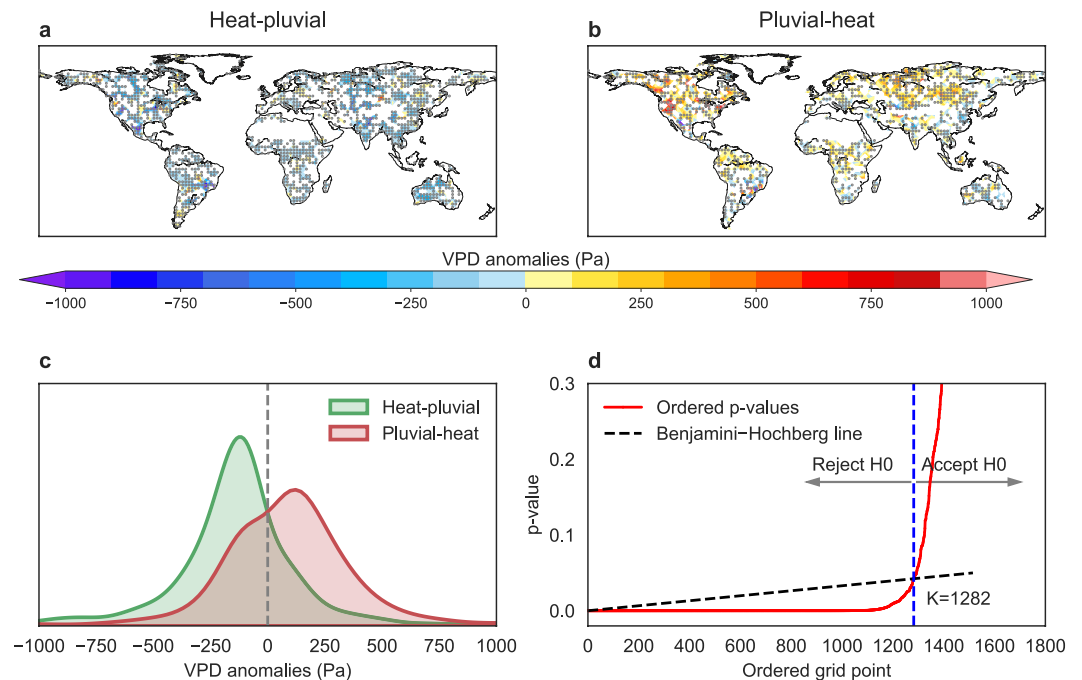 a Heat-pluvial
b Pluvial-heat
VPD anomalies (Pa)
−1000 −750 −500 −250 0 250 500 750 1000
c
Heat-pluvial
Pluvial-heat
−1000 −750 −500 −250 0 250 500 750 1000
VPD anomalies (Pa)
d
0.3
0.2
0.1
0.0
p-value
Ordered p-values
Benjamini−Hochberg line
Reject H0 Accept H0
K=1282
0 200 400 600 800 1000 1200 1400 1600 1800
Ordered grid point